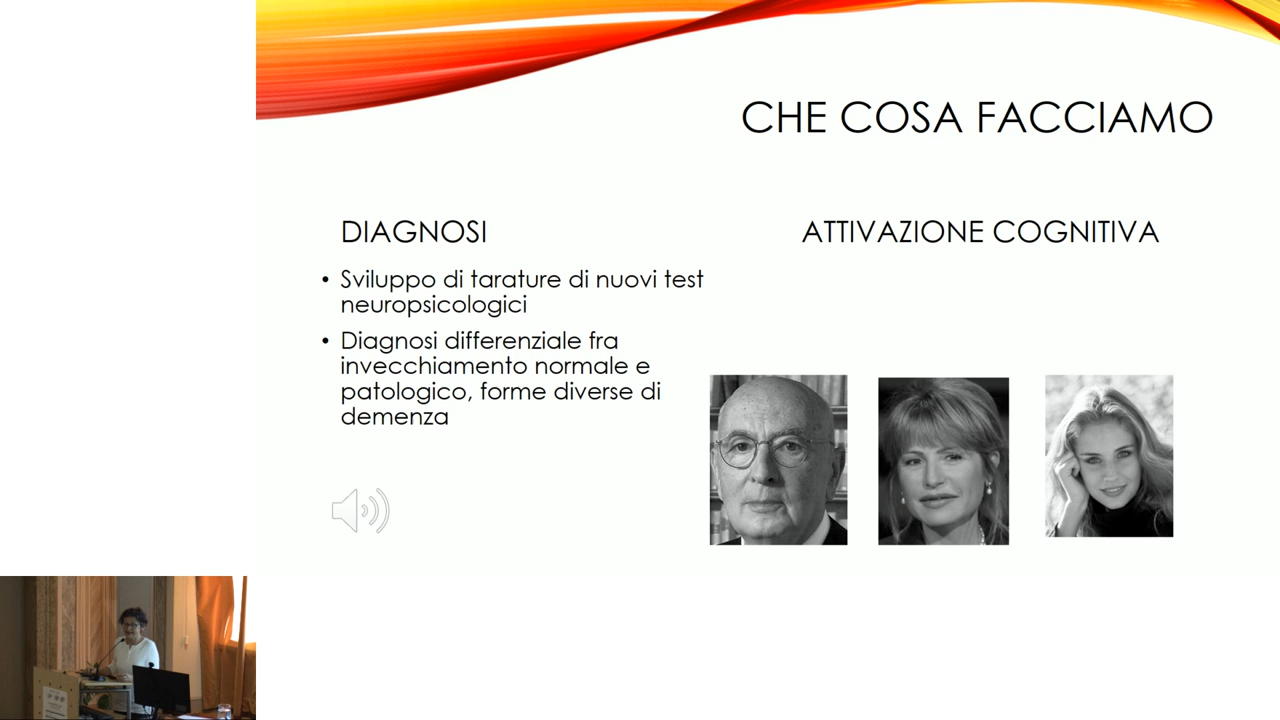 CHE COSA FACCIAMO
DIAGNOSI
• Sviluppo di tarature di nuovi test
neuropsicologici
• Diagnosi differenziale fra
invecchiamento normale e
patologico, forme diverse di
demenza
ATTIVAZIONE COGNITIVA